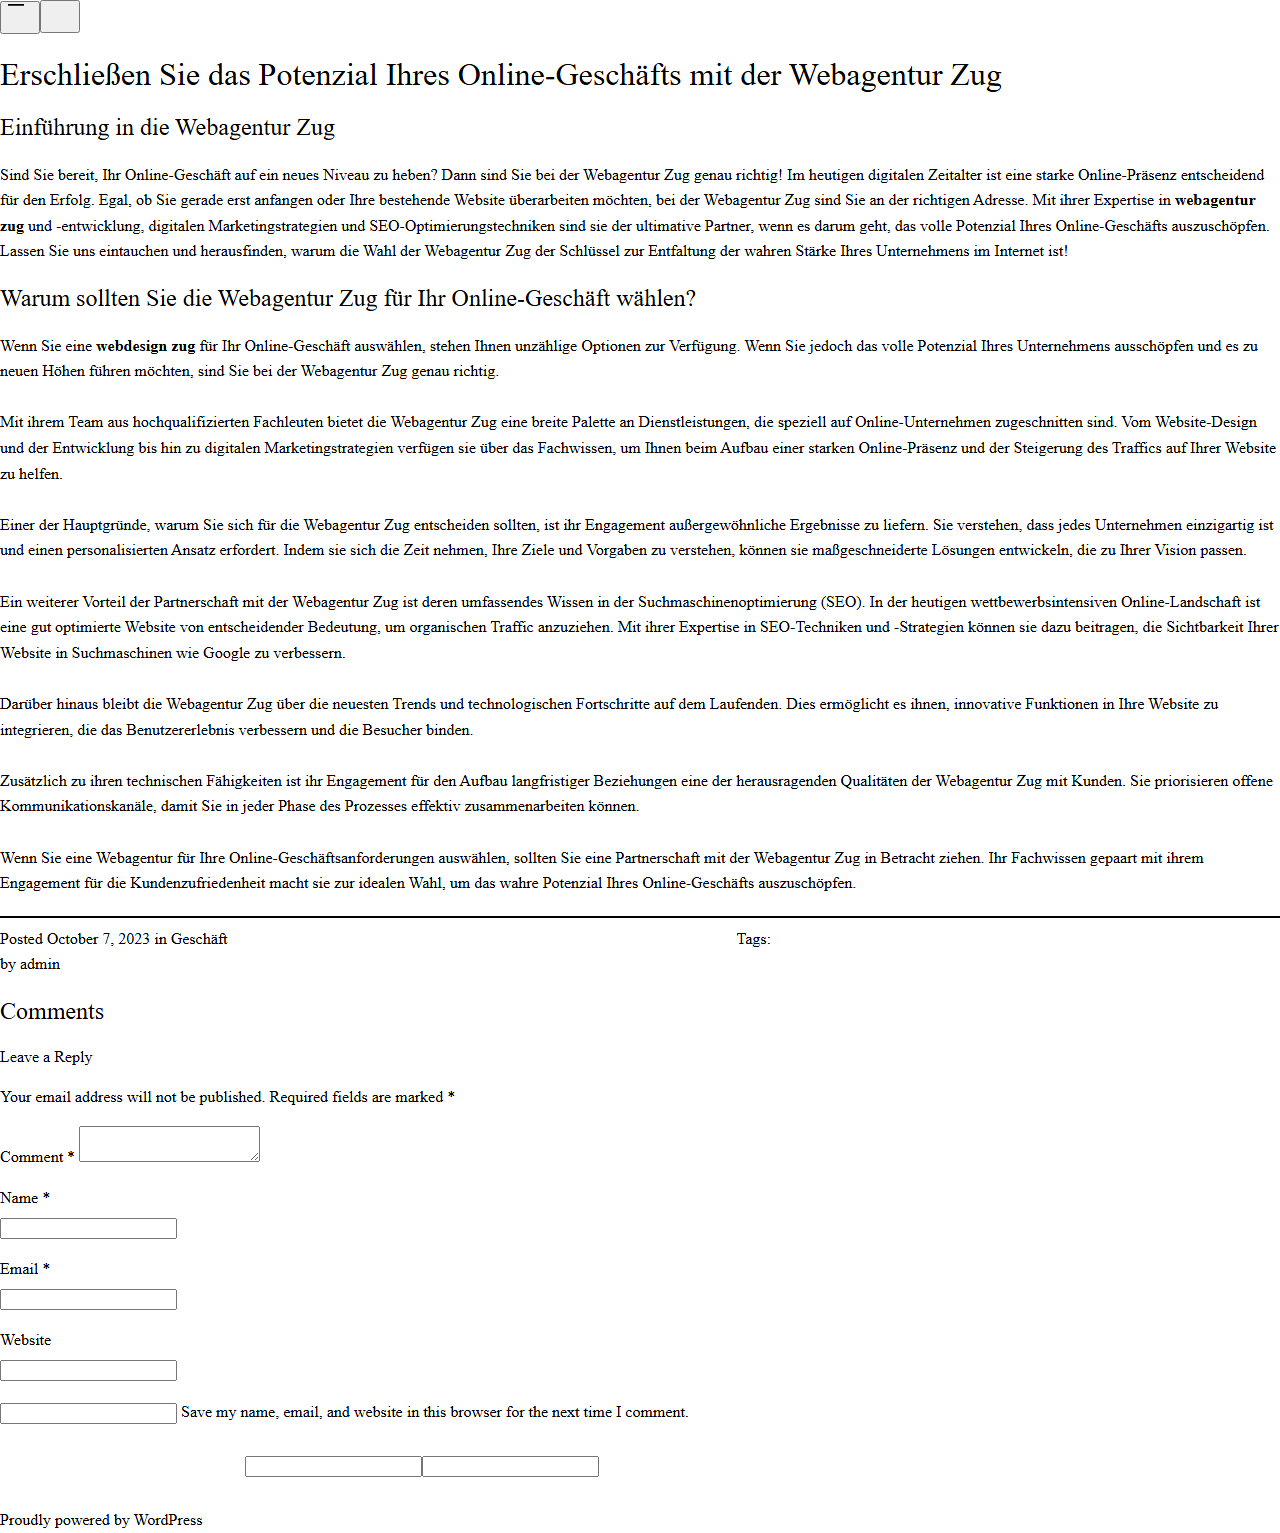 Erschließen Sie das Potenzial Ihres Online-Geschäfts mit der Webagentur Zug
Einführung in die Webagentur Zug
Sind Sie bereit, Ihr Online-Geschäft auf ein neues Niveau zu heben? Dann sind Sie bei der Webagentur Zug genau richtig! Im heutigen digitalen Zeitalter ist eine starke Online-Präsenz entscheidend
für den Erfolg. Egal, ob Sie gerade erst anfangen oder Ihre bestehende Website überarbeiten möchten, bei der Webagentur Zug sind Sie an der richtigen Adresse. Mit ihrer Expertise in webagentur
zug und -entwicklung, digitalen Marketingstrategien und SEO-Optimierungstechniken sind sie der ultimative Partner, wenn es darum geht, das volle Potenzial Ihres Online-Geschäfts auszuschöpfen.
Lassen Sie uns eintauchen und herausfinden, warum die Wahl der Webagentur Zug der Schlüssel zur Entfaltung der wahren Stärke Ihres Unternehmens im Internet ist!
Warum sollten Sie die Webagentur Zug für Ihr Online-Geschäft wählen?
Wenn Sie eine webdesign zug für Ihr Online-Geschäft auswählen, stehen Ihnen unzählige Optionen zur Verfügung. Wenn Sie jedoch das volle Potenzial Ihres Unternehmens ausschöpfen und es zu
neuen Höhen führen möchten, sind Sie bei der Webagentur Zug genau richtig.
Mit ihrem Team aus hochqualifizierten Fachleuten bietet die Webagentur Zug eine breite Palette an Dienstleistungen, die speziell auf Online-Unternehmen zugeschnitten sind. Vom Website-Design
und der Entwicklung bis hin zu digitalen Marketingstrategien verfügen sie über das Fachwissen, um Ihnen beim Aufbau einer starken Online-Präsenz und der Steigerung des Traffics auf Ihrer Website
zu helfen.
Einer der Hauptgründe, warum Sie sich für die Webagentur Zug entscheiden sollten, ist ihr Engagement außergewöhnliche Ergebnisse zu liefern. Sie verstehen, dass jedes Unternehmen einzigartig ist
und einen personalisierten Ansatz erfordert. Indem sie sich die Zeit nehmen, Ihre Ziele und Vorgaben zu verstehen, können sie maßgeschneiderte Lösungen entwickeln, die zu Ihrer Vision passen.
Ein weiterer Vorteil der Partnerschaft mit der Webagentur Zug ist deren umfassendes Wissen in der Suchmaschinenoptimierung (SEO). In der heutigen wettbewerbsintensiven Online-Landschaft ist
eine gut optimierte Website von entscheidender Bedeutung, um organischen Traffic anzuziehen. Mit ihrer Expertise in SEO-Techniken und -Strategien können sie dazu beitragen, die Sichtbarkeit Ihrer
Website in Suchmaschinen wie Google zu verbessern.
Darüber hinaus bleibt die Webagentur Zug über die neuesten Trends und technologischen Fortschritte auf dem Laufenden. Dies ermöglicht es ihnen, innovative Funktionen in Ihre Website zu
integrieren, die das Benutzererlebnis verbessern und die Besucher binden.
Zusätzlich zu ihren technischen Fähigkeiten ist ihr Engagement für den Aufbau langfristiger Beziehungen eine der herausragenden Qualitäten der Webagentur Zug mit Kunden. Sie priorisieren offene
Kommunikationskanäle, damit Sie in jeder Phase des Prozesses effektiv zusammenarbeiten können.
Wenn Sie eine Webagentur für Ihre Online-Geschäftsanforderungen auswählen, sollten Sie eine Partnerschaft mit der Webagentur Zug in Betracht ziehen. Ihr Fachwissen gepaart mit ihrem
Engagement für die Kundenzufriedenheit macht sie zur idealen Wahl, um das wahre Potenzial Ihres Online-Geschäfts auszuschöpfen.
Posted October 7, 2023 in Geschäft
by admin
Tags:
Comments
Leave a Reply
Your email address will not be published. Required fields are marked *
Comment *
Name *
Email *
Website
Save my name, email, and website in this browser for the next time I comment.
Proudly powered by WordPress